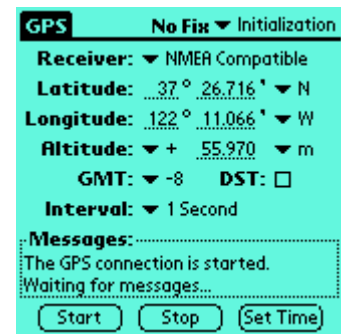 GPS No Fix Initialization
Receiver: NMEA Compatible
Latitude: 37° 26.716' N
Longitude: 122° 11.066' W
Altitude: + 55.970 m
GMT: -8 DST:
Interval: 1 Second
Messages:
The GPS connection is started.
Waiting for messages...
Start Stop Set Time